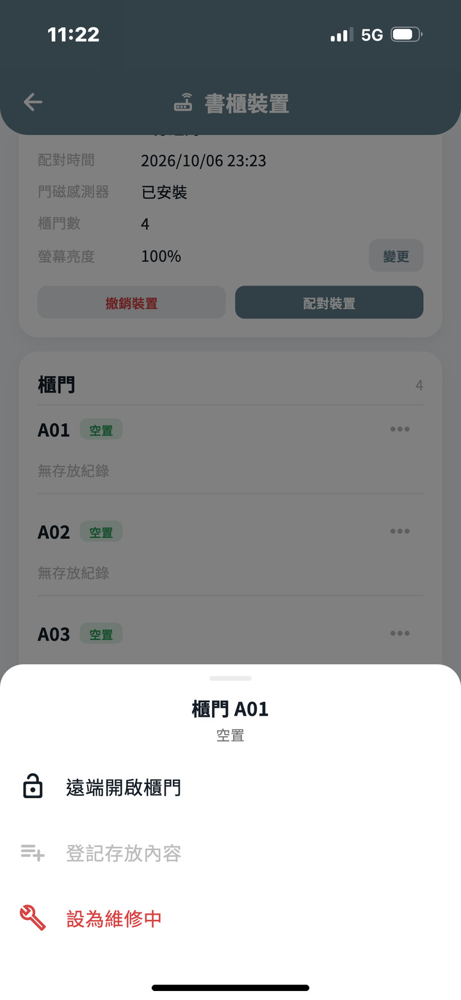 11:22
5G
書櫃裝置
配對時間 2026/10/06 23:23
門磁感測器 已安裝
櫃門數 4
螢幕亮度 100% 變更
撤銷裝置 配對裝置
櫃門 4
A01 空置
無存放紀錄
A02 空置
無存放紀錄
A03 空置
櫃門 A01
空置
遠端開啟櫃門
登記存放內容
設為維修中